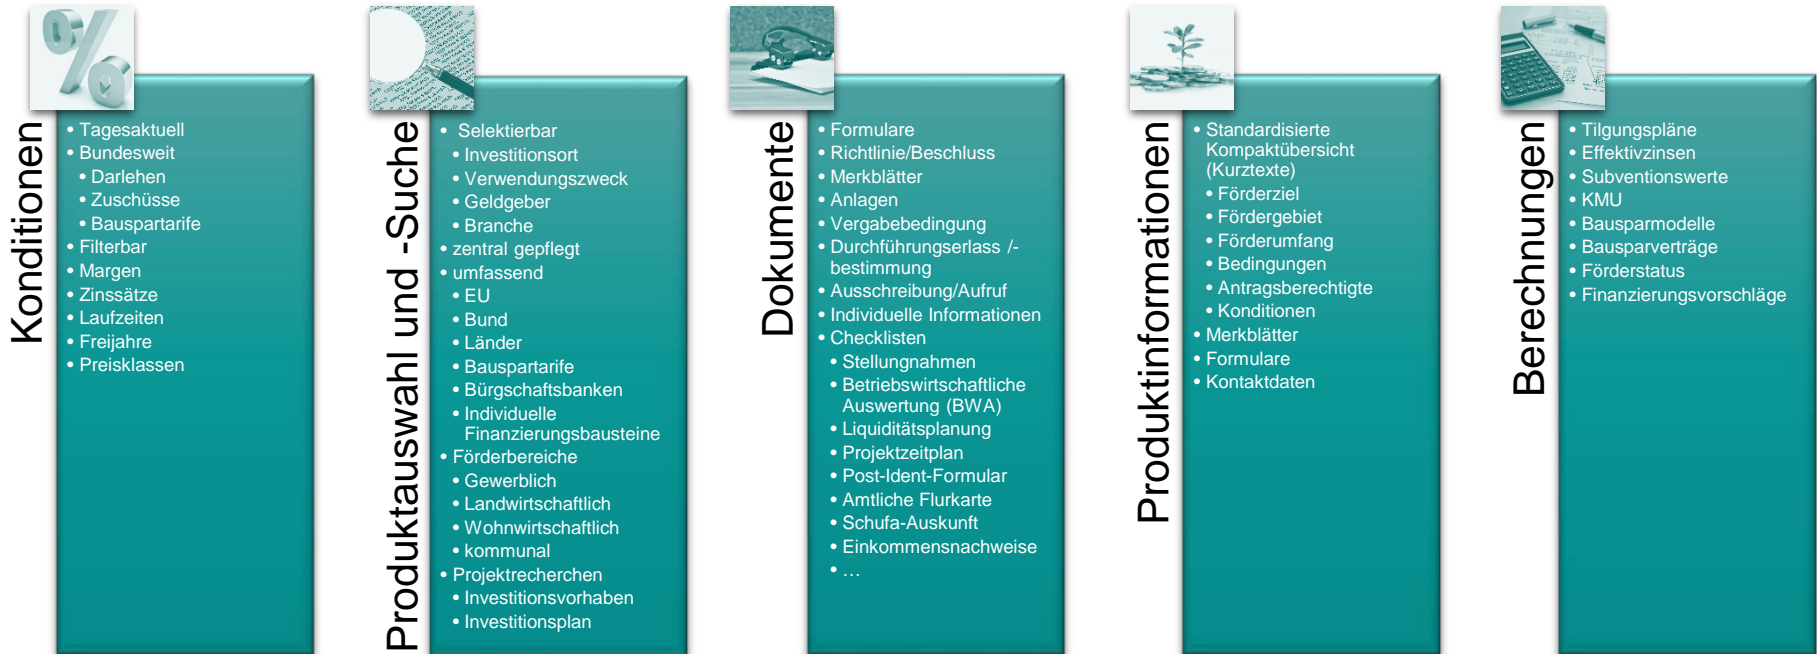 Konditionen
• Tagesaktuell
• Bundesweit
• Darlehen
• Zuschüsse
• Bauspartarife
• Filterbar
• Margen
• Zinssätze
• Laufzeiten
• Freijahre
• Preisklassen
Produktauswahl und -Suche
• Selektierbar
• Investitionsort
• Verwendungszweck
• Geldgeber
• Branche
• zentral gepflegt
• umfassend
• EU
• Bund
• Länder
• Bauspartarife
• Bürgschaftsbanken
• Individuelle
Finanzierungsbausteine
• Förderbereiche
• Gewerblich
• Landwirtschaftlich
• Wohnwirtschaftlich
• kommunal
• Projektrecherchen
• Investitionsvorhaben
• Investitionsplan
Dokumente
• Formulare
• Richtlinie/Beschluss
• Merkblätter
• Anlagen
• Vergabebedingung
• Durchführungserlass /-
bestimmung
• Ausschreibung/Aufruf
• Individuelle Informationen
• Checklisten
• Stellungnahmen
• Betriebswirtschaftliche
Auswertung (BWA)
• Liquiditätsplanung
• Projektzeitplan
• Post-Ident-Formular
• Amtliche Flurkarte
• Schufa-Auskunft
• Einkommensnachweise
• …
Produktinformationen
• Standardisierte
Kompaktübersicht
(Kurztexte)
• Förderziel
• Fördergebiet
• Förderumfang
• Bedingungen
• Antragsberechtigte
• Konditionen
• Merkblätter
• Formulare
• Kontaktdaten
Berechnungen
• Tilgungspläne
• Effektivzinsen
• Subventionswerte
• KMU
• Bausparmodelle
• Bausparverträge
• Förderstatus
• Finanzierungsvorschläge